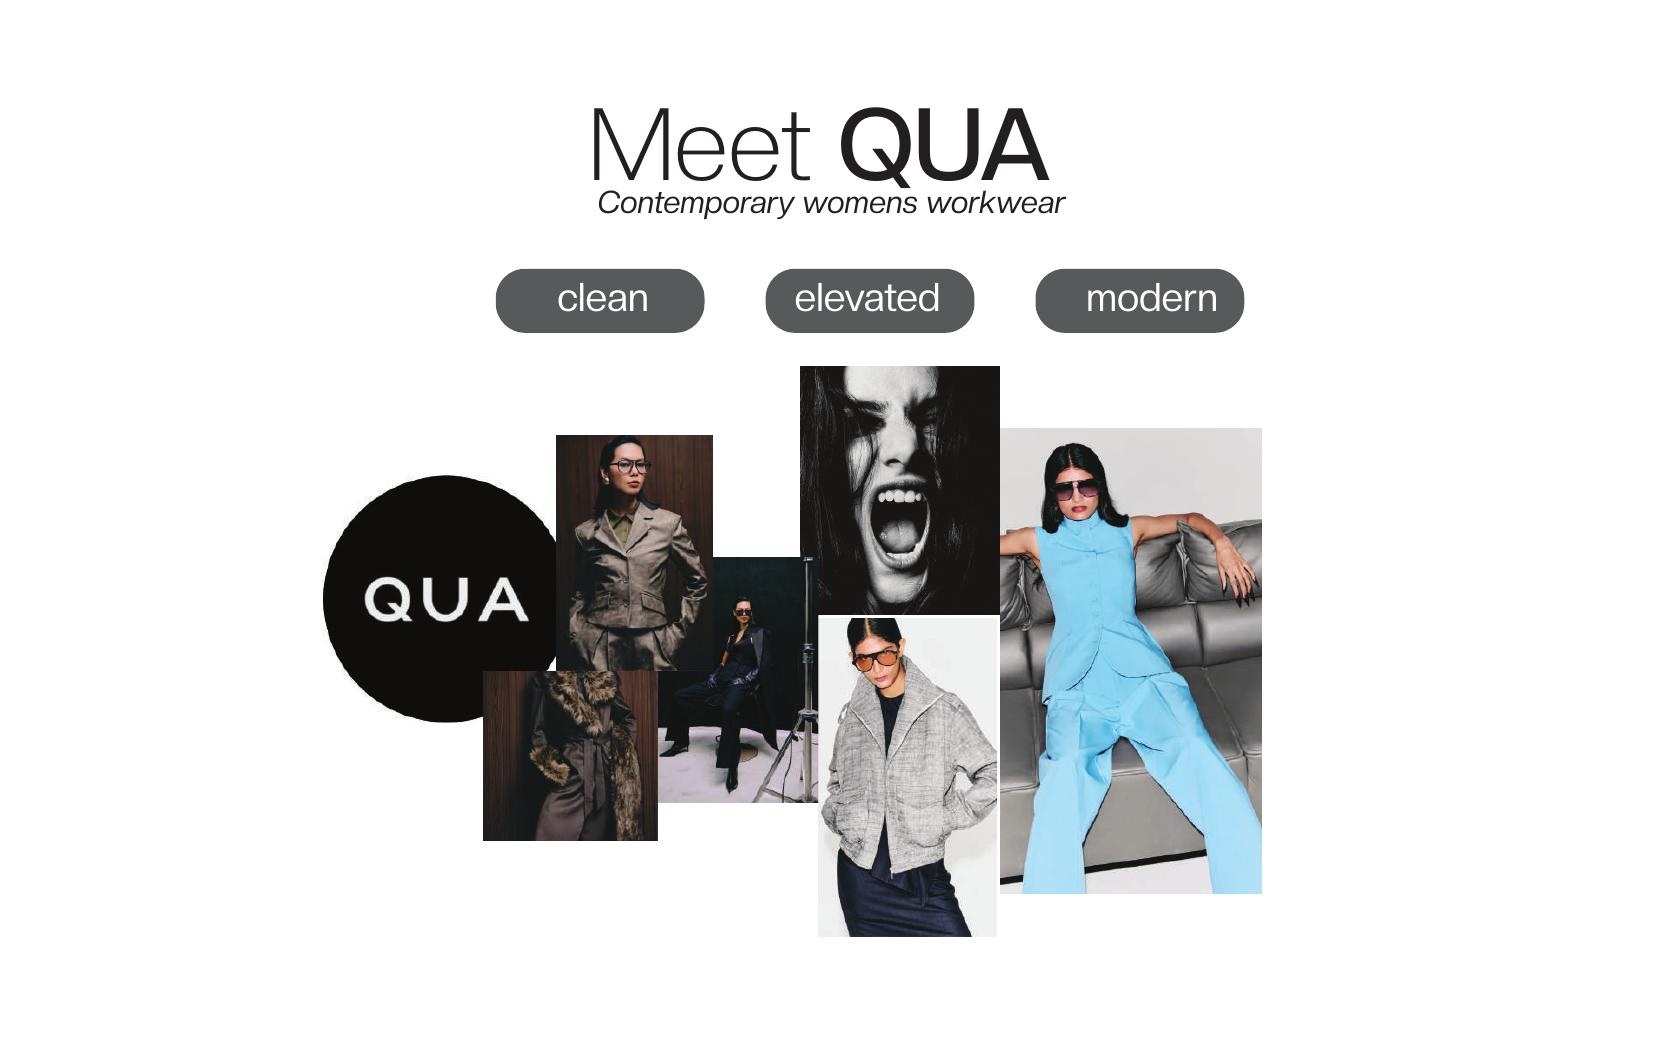 Meet QUA
Contemporary womens workwear
clean
elevated
modern
QUA